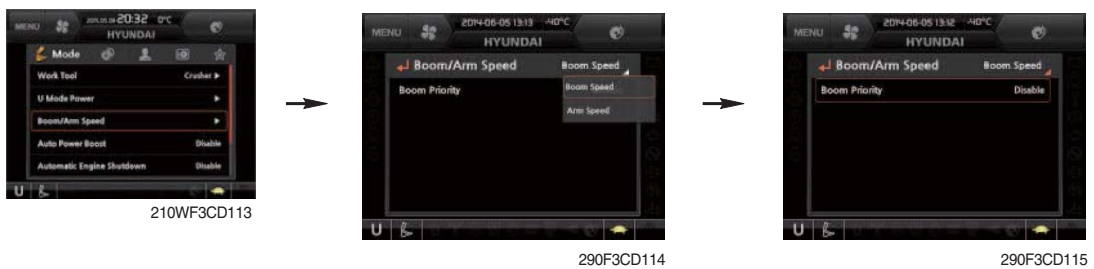 MENU 20:32 0°C
HYUNDAI
Mode
Work Tool Crusher
U Mode Power
Boom/Arm Speed
Auto Power Boost Disable
Automatic Engine Shutdown Disable
U
210WF3CD113
MENU 2014-06-05 13:13 -40°C
HYUNDAI
Boom/Arm Speed Boom Speed
Boom Priority Boom Speed
Arm Speed
U
290F3CD114
MENU 2014-06-05 13:12 -40°C
HYUNDAI
Boom/Arm Speed Boom Speed
Boom Priority Disable
U
290F3CD115